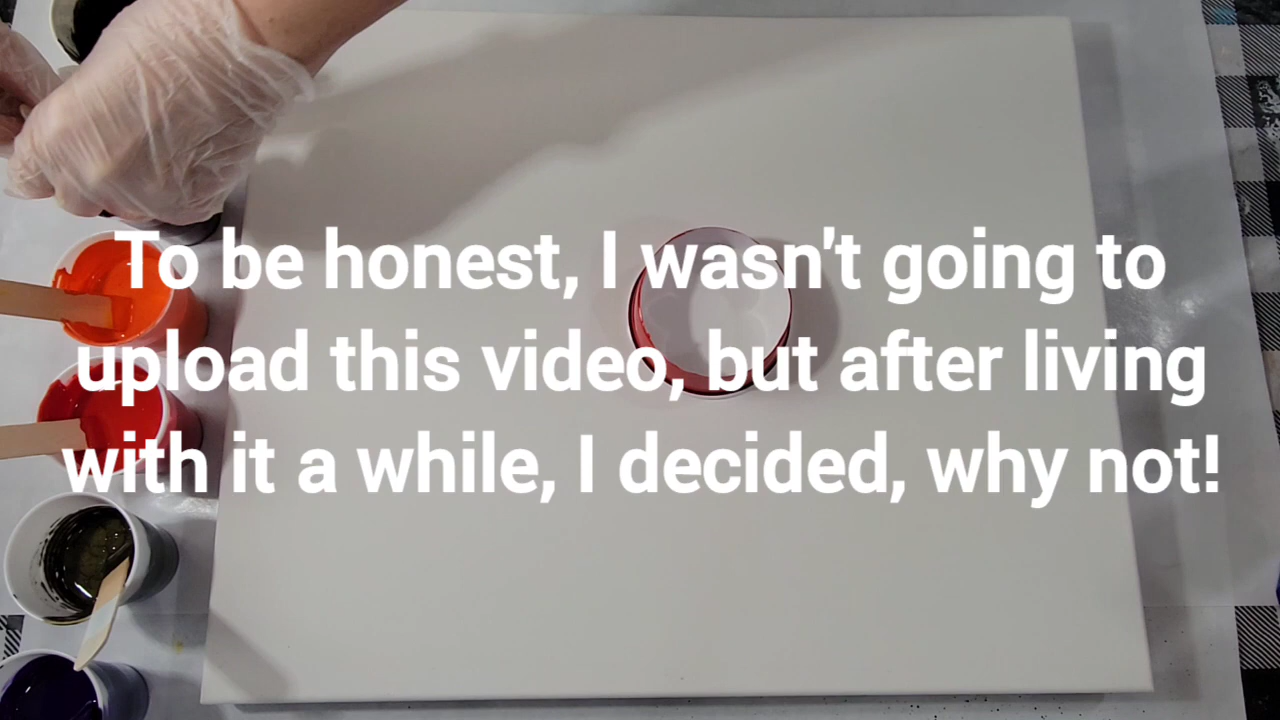 To be honest, I wasn't going to
upload this video, but after living
with it a while, I decided, why not!